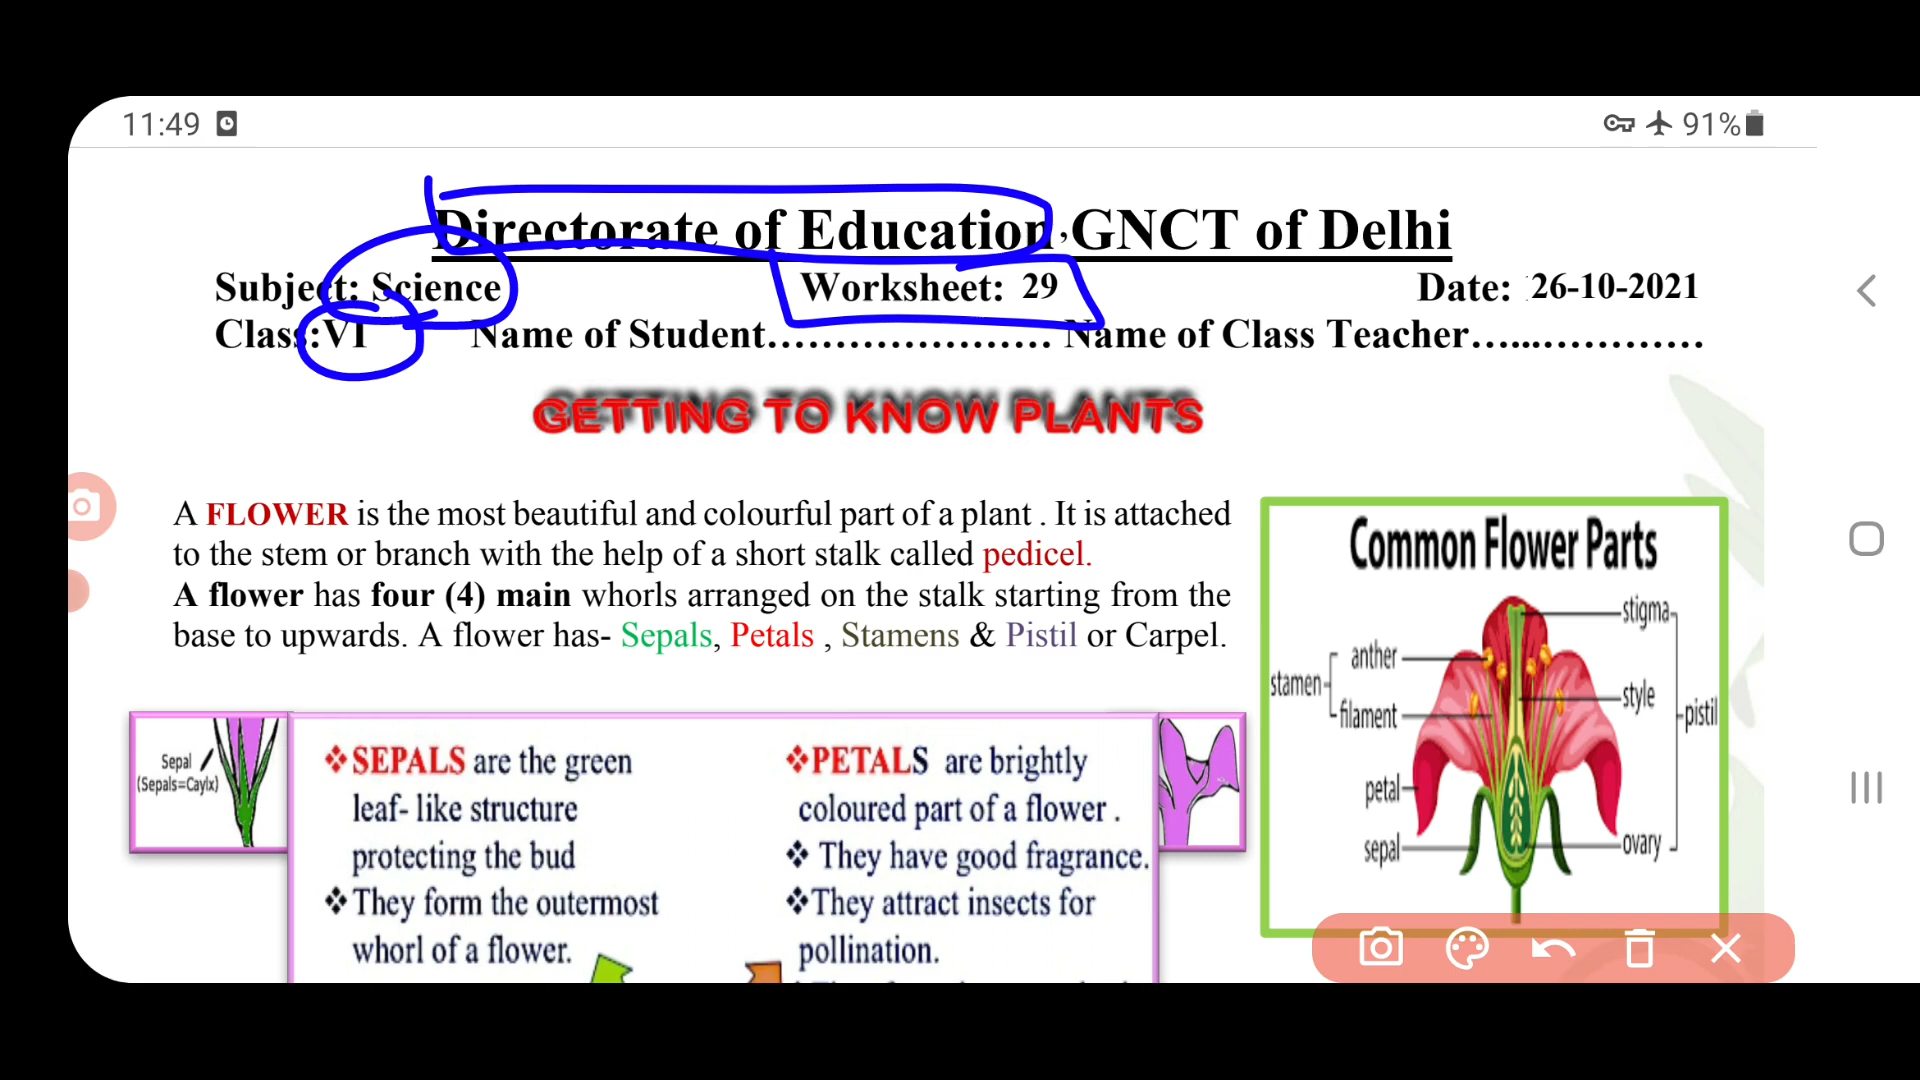 11:49
91%
Directorate of Education, GNCT of Delhi
Subject: Science Worksheet: 29 Date: 26-10-2021
Class:VI Name of Student………………… Name of Class Teacher…...…………
GETTING TO KNOW PLANTS
A FLOWER is the most beautiful and colourful part of a plant . It is attached
to the stem or branch with the help of a short stalk called pedicel.
A flower has four (4) main whorls arranged on the stalk starting from the
base to upwards. A flower has- Sepals, Petals , Stamens & Pistil or Carpel.
Sepal
(Sepals=Caylx)
❖SEPALS are the green
leaf- like structure
protecting the bud
❖They form the outermost
whorl of a flower.
❖PETALS are brightly
coloured part of a flower .
❖ They have good fragrance.
❖They attract insects for
pollination.
Common Flower Parts
stigma
anther
stamen
style
filament
pistil
petal
sepal
ovary